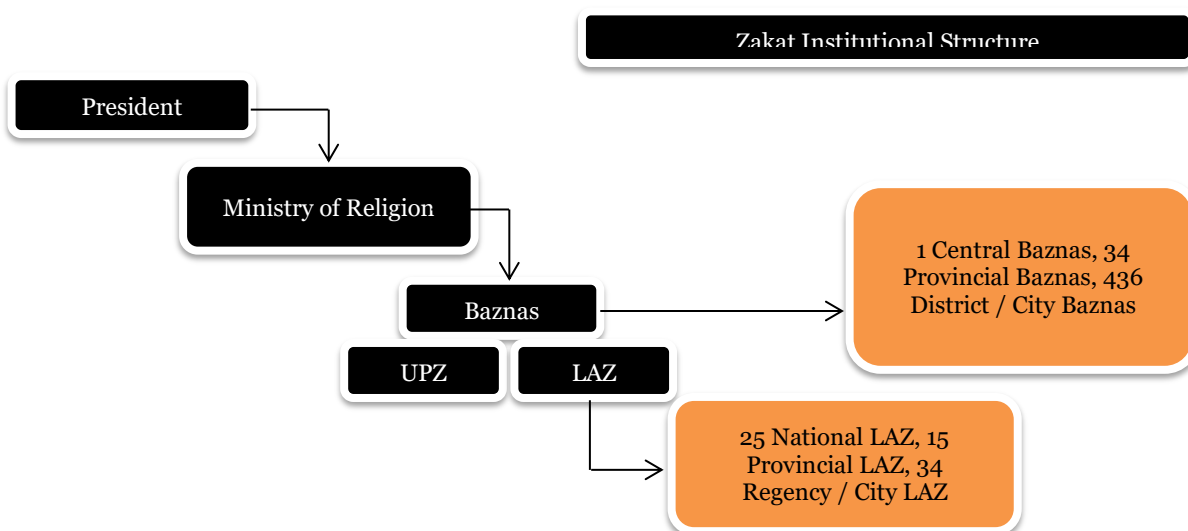 Zakat Institutional Structure
President
Ministry of Religion
1 Central Baznas, 34
Provincial Baznas, 436
District / City Baznas
Baznas
UPZ
LAZ
25 National LAZ, 15
Provincial LAZ, 34
Regency / City LAZ